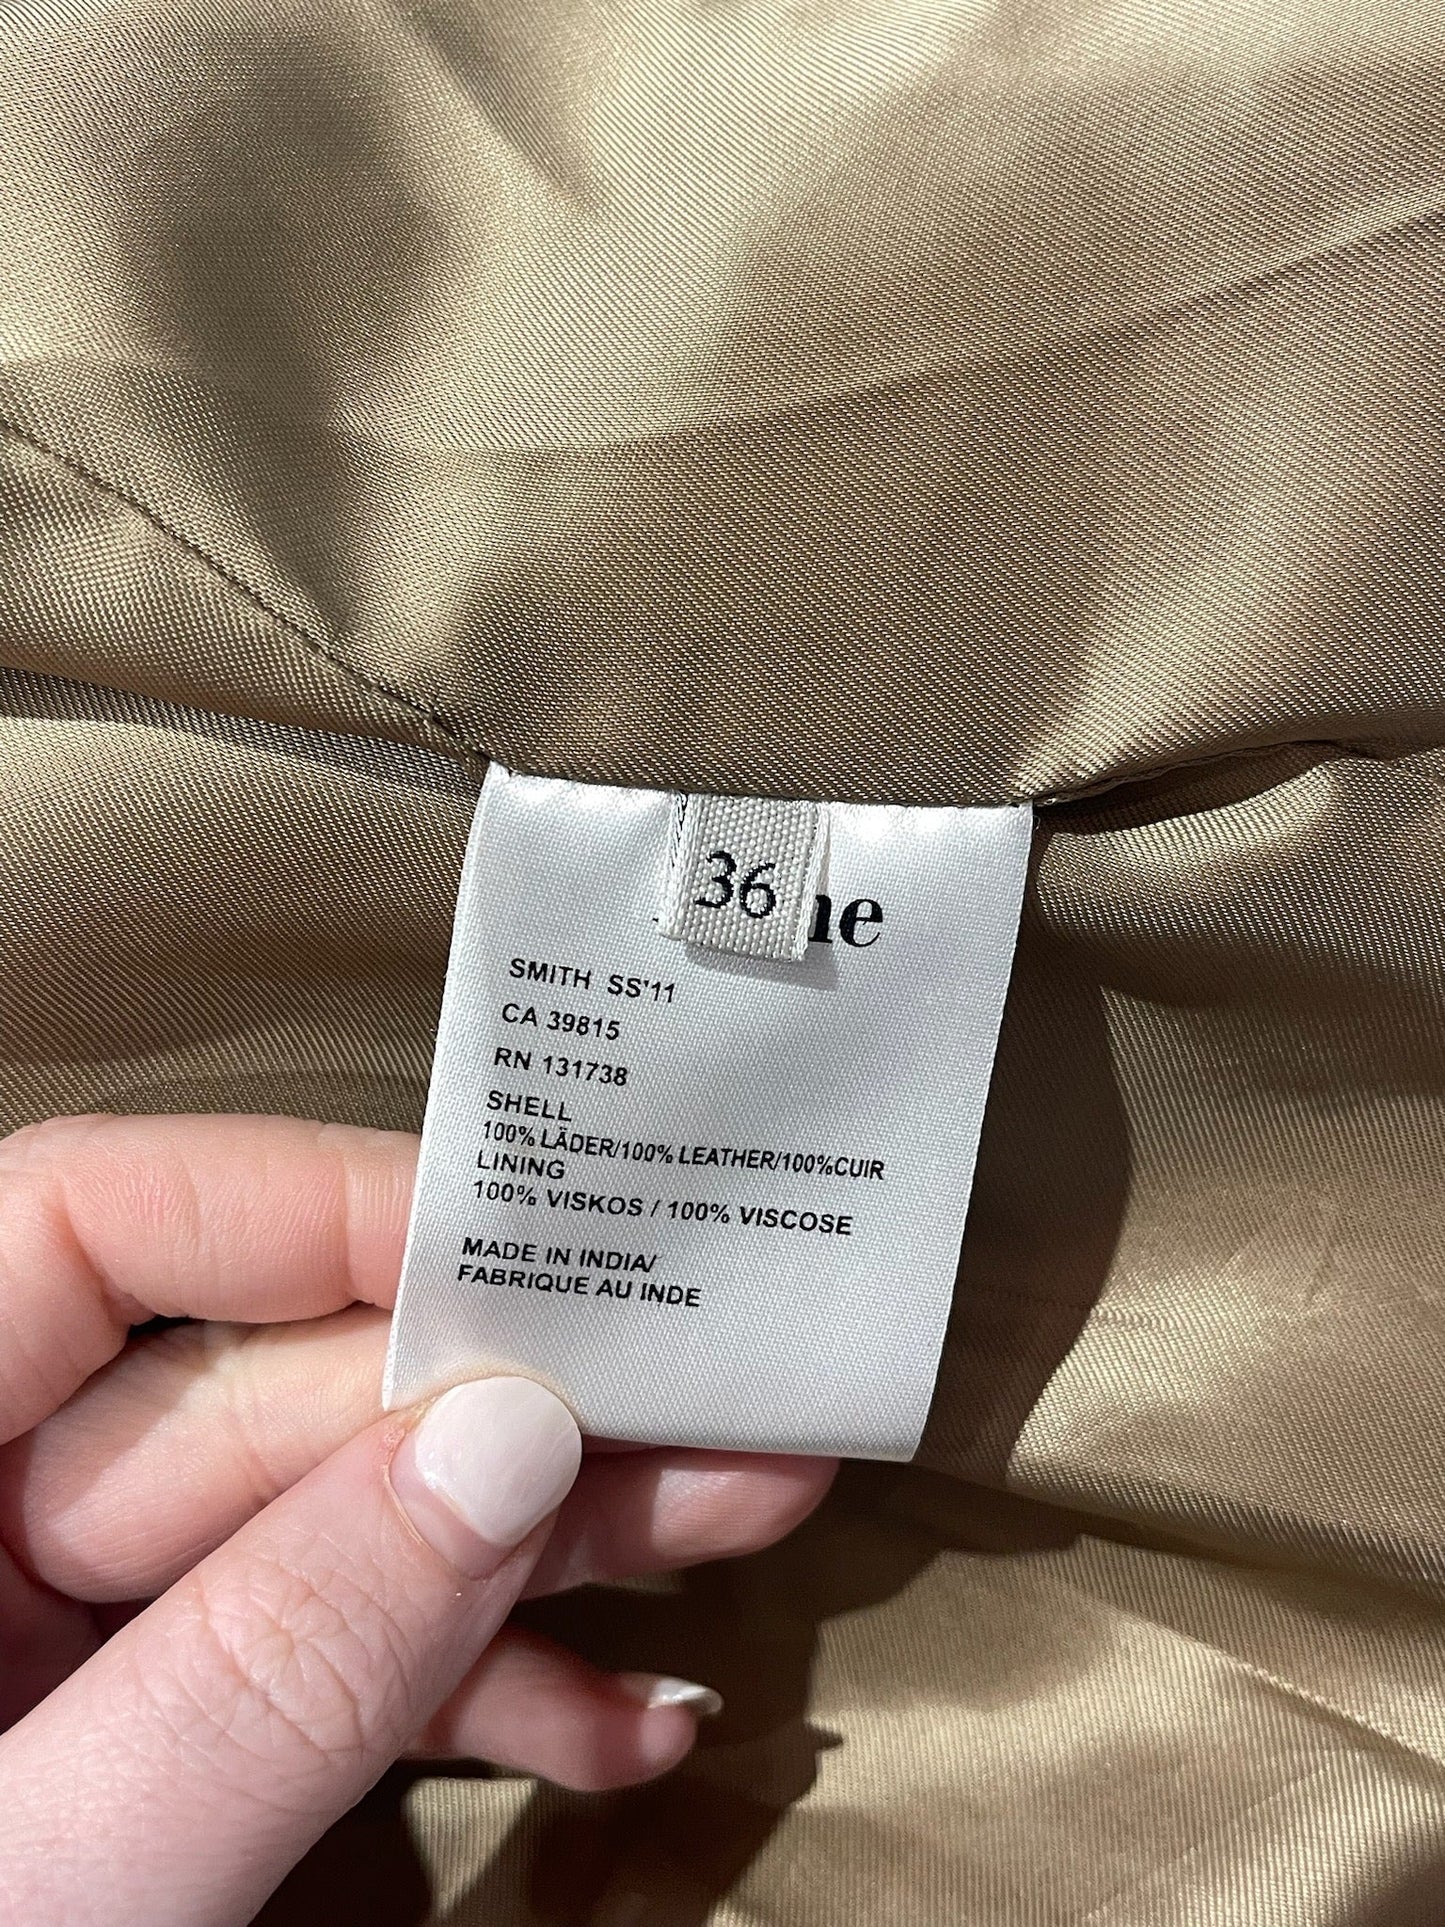 36
SMITH SS'11
CA 39815
RN 131738
SHELL
100% LÄDER/100% LEATHER/100%CUIR
LINING
100% VISKOS / 100% VISCOSE
MADE IN INDIA/
FABRIQUE AU INDE